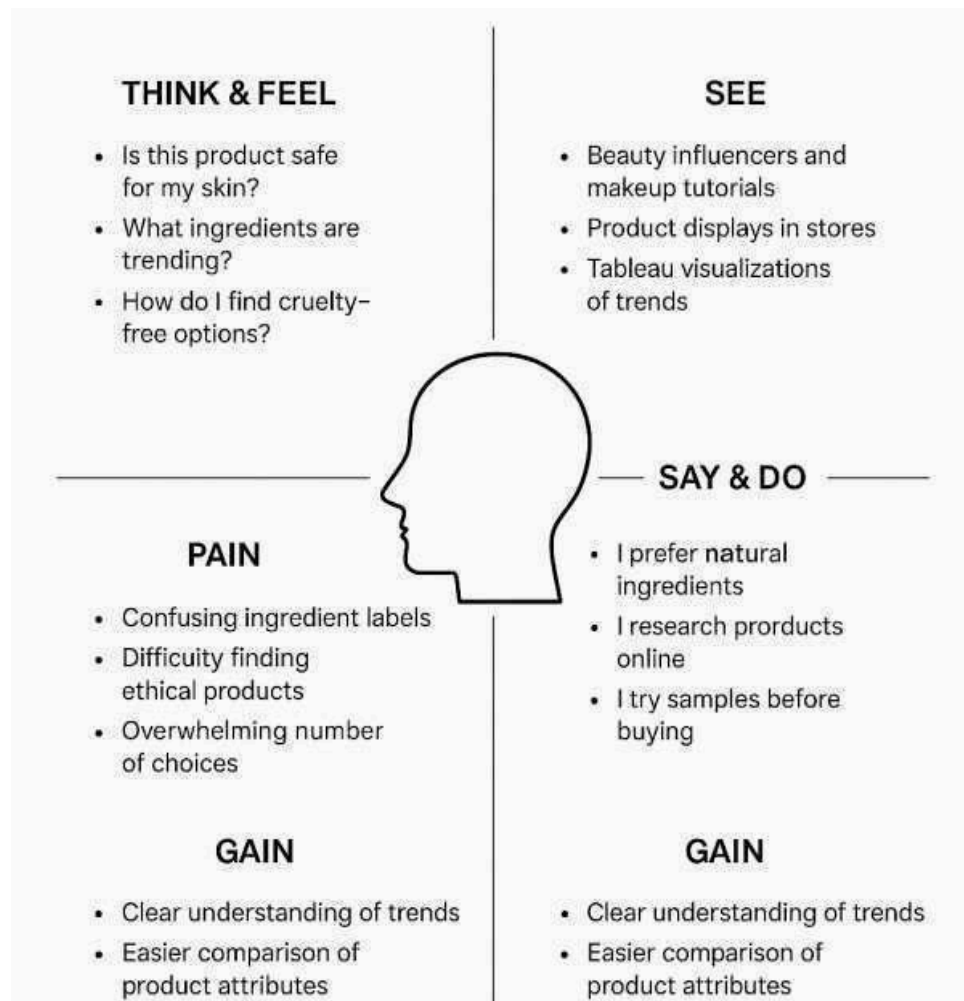 THINK & FEEL
• Is this product safe
for my skin?
• What ingredients are
trending?
• How do I find cruelty–
free options?
SEE
• Beauty influencers and
makeup tutorials
• Product displays in stores
• Tableau visualizations
of trends
PAIN
• Confusing ingredient labels
• Difficuity finding
ethical products
• Overwhelming number
of choices
SAY & DO
• I prefer natural
ingredients
• I research prorducts
online
• I try samples before
buying
GAIN
• Clear understanding of trends
• Easier comparison of
product attributes
GAIN
• Clear understanding of trends
• Easier comparison of
product attributes